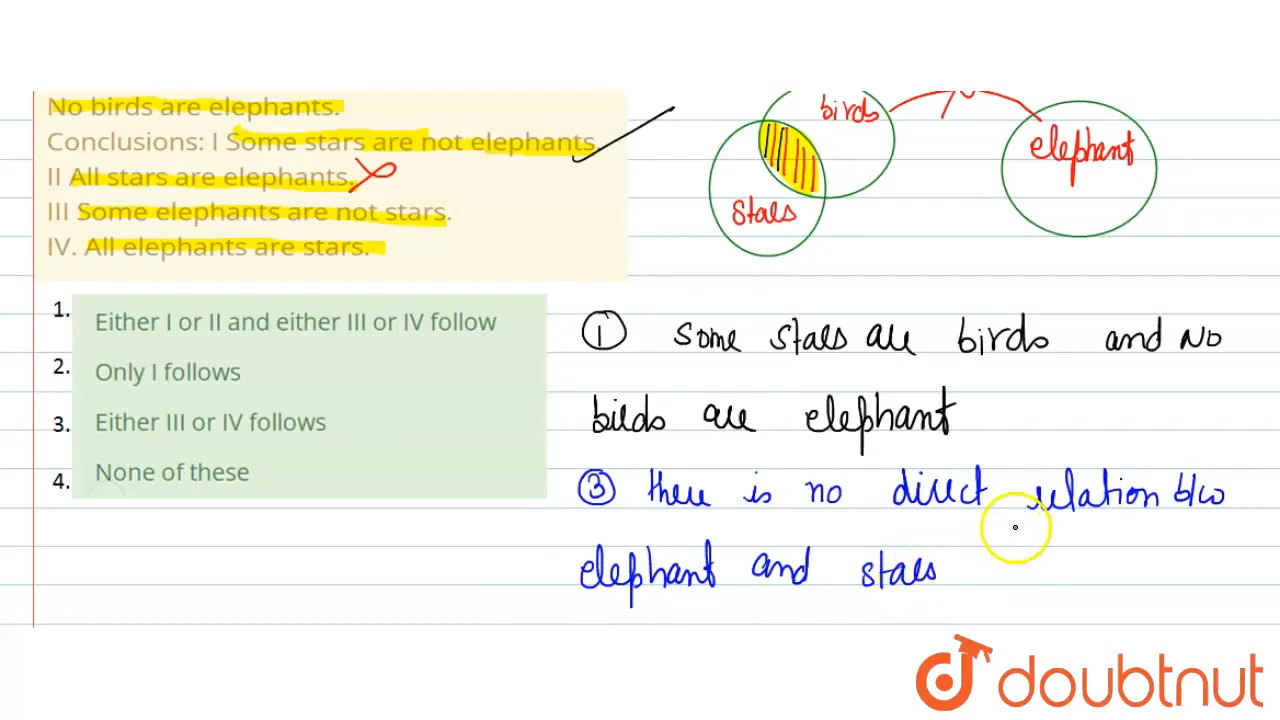 No birds are elephants.
Conclusions: I Some stars are not elephants.
II All stars are elephants.
III Some elephants are not stars.
IV. All elephants are stars.
birds
elephant
stars
1. Either I or II and either III or IV follow
2. Only I follows
3. Either III or IV follows
4. None of these
① some stars are birds and No
birds are elephant
③ there is no direct relation b/w
elephant and stars
doubtnut